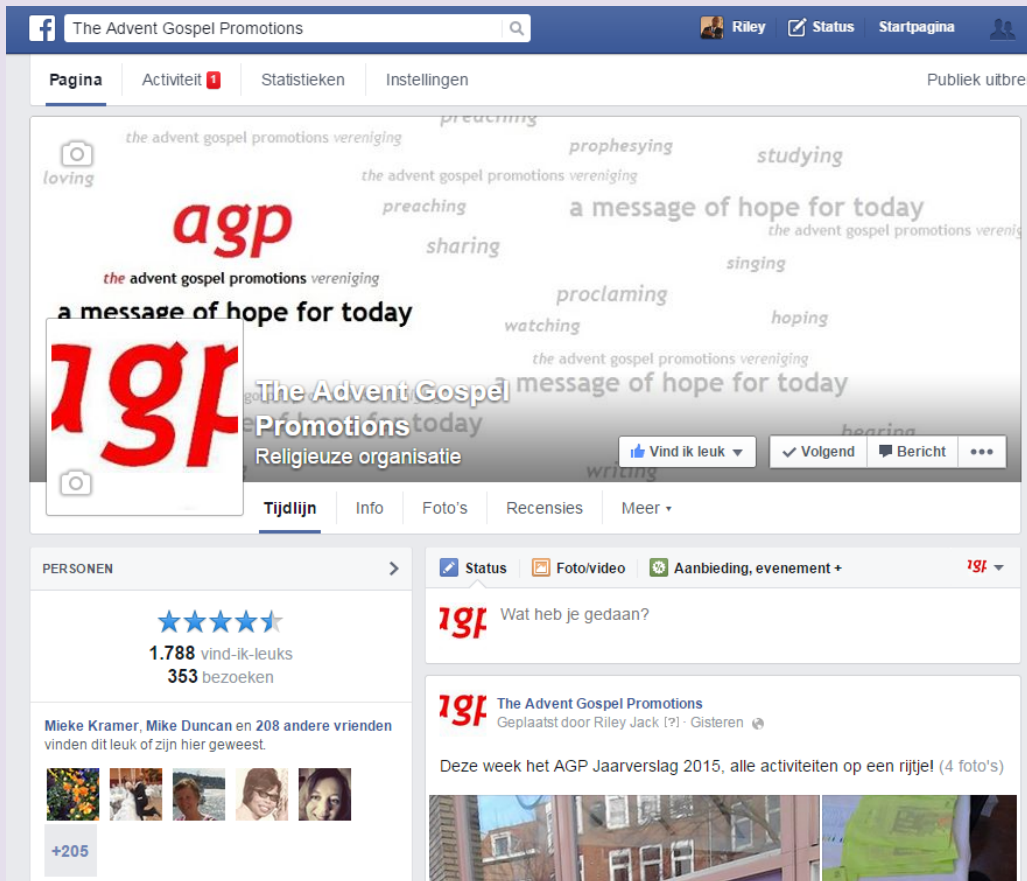 The Advent Gospel Promotions
Riley
Status
Startpagina
Pagina
Activiteit 1
Statistieken
Instellingen
Publiek uitbre
preaching
the advent gospel promotions vereniging
prophesying
studying
loving
the advent gospel promotions vereniging
agp
preaching
a message of hope for today
the advent gospel promotions verenig
sharing
singing
the advent gospel promotions vereniging
proclaming
a message of hope for today
watching
hoping
the advent gospel promotions vereniging
message of hope for today
agp
The Advent Gospel
Promotions
today
hearing
Religieuze organisatie
Vind ik leuk
Volgend
Bericht
writing
Tijdlijn
Info
Foto's
Recensies
Meer
PERSONEN
Status
Foto/video
Aanbieding, evenement +
agp
agp
Wat heb je gedaan?
1.788 vind-ik-leuks
353 bezoeken
Mieke Kramer, Mike Duncan en 208 andere vrienden
vinden dit leuk of zijn hier geweest.
+205
agp
The Advent Gospel Promotions
Geplaatst door Riley Jack [?] · Gisteren
Deze week het AGP Jaarverslag 2015, alle activiteiten op een rijtje! (4 foto's)